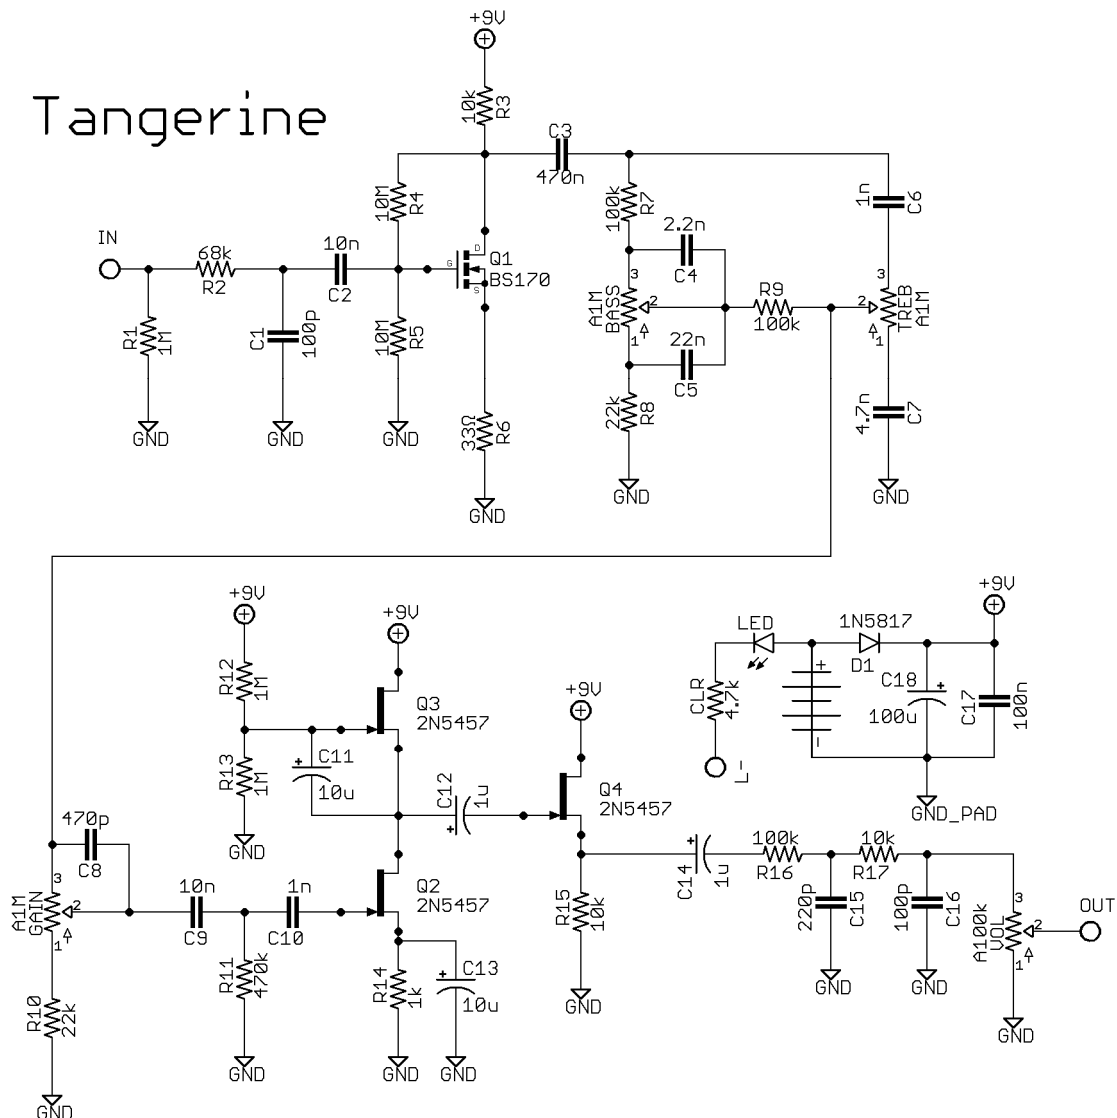 Tangerine
+9V
10k
R3
C3
470n
10M
R4
100k
R7
1n
C6
IN
68k
R2
10n
C2
D
G
S
Q1
BS170
2.2n
C4
3
A1M
BASS
2
1
R9
100k
3
2
TREB
A1M
1
R1
1M
C1
100p
10M
R5
22n
C5
33Ω
R6
22k
R8
4.7n
C7
GND
GND
GND
GND
GND
GND
+9V
+9V
+9V
+9V
LED
1N5817
D1
R12
1M
Q3
2N5457
CLR
4.7k
+
-
C18
+
100u
C17
100n
R13
1M
+
C11
10u
C12
+
1u
Q4
2N5457
L-
GND_PAD
470p
C8
GND
3
A1M
GAIN
2
1
10n
C9
1n
C10
Q2
2N5457
R15
10k
+
C14
1u
100k
R16
10k
R17
220p
C15
100p
C16
3
A100k
VOL
2
1
OUT
R10
22k
R11
470k
R14
1k
+
C13
10u
GND
GND
GND
GND
GND
GND
GND
GND